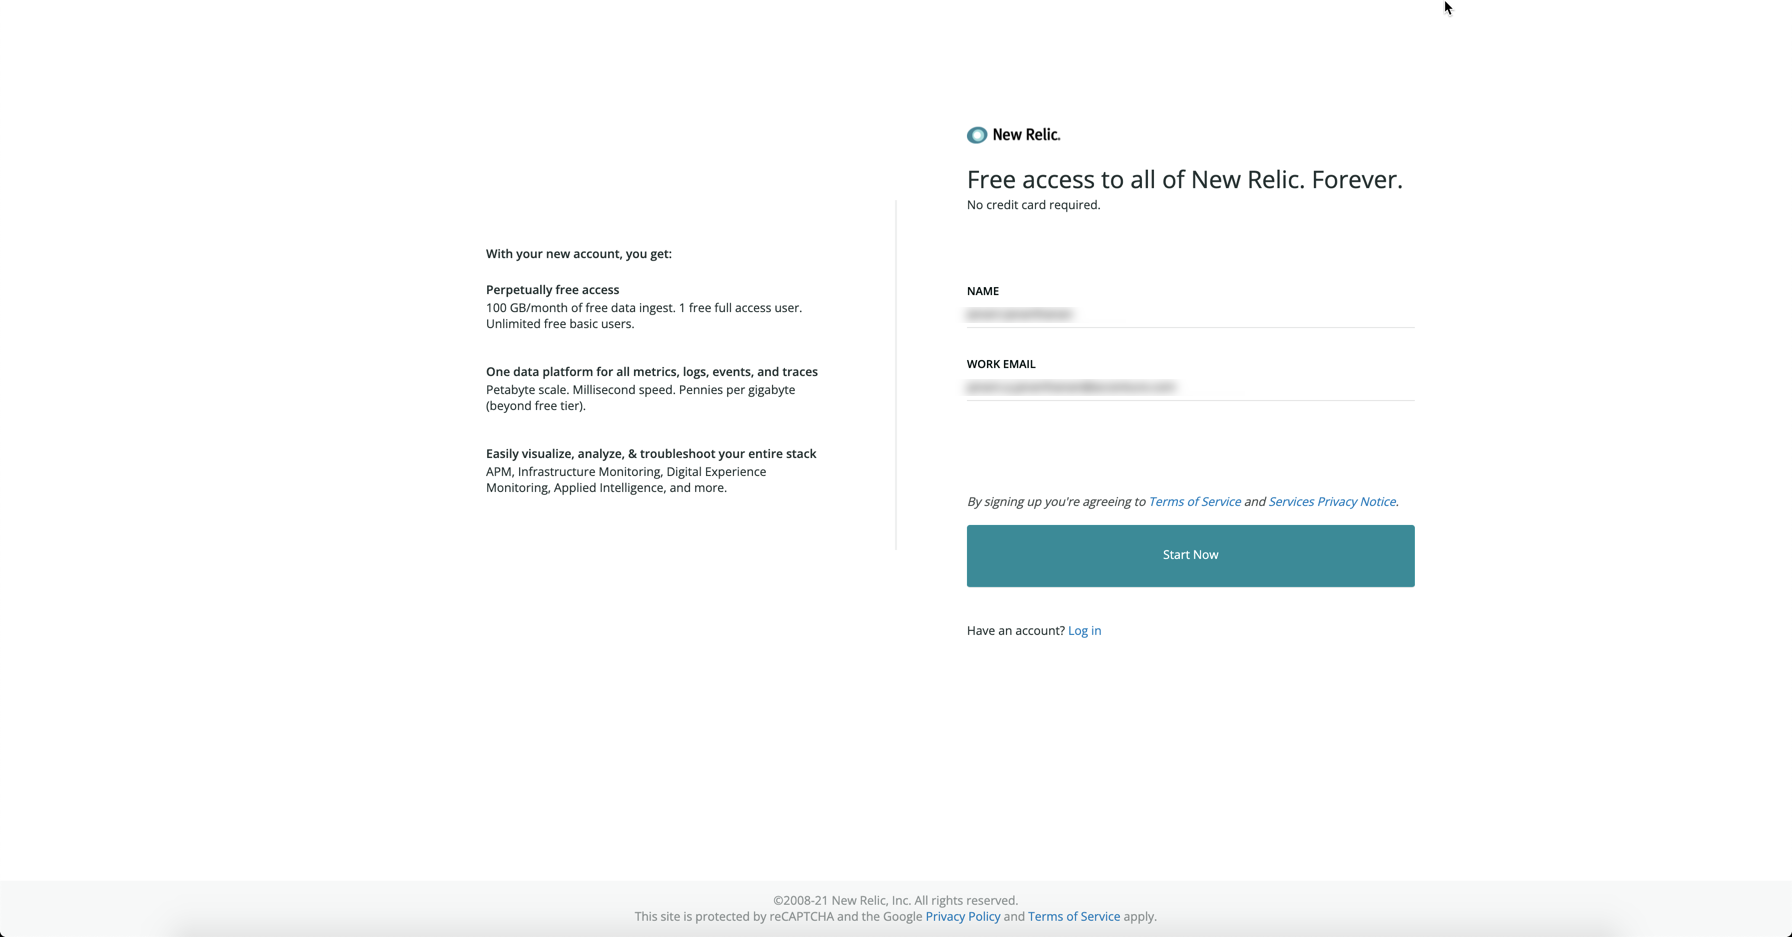 New Relic.
Free access to all of New Relic. Forever.
No credit card required.
With your new account, you get:
Perpetually free access
100 GB/month of free data ingest. 1 free full access user.
Unlimited free basic users.
One data platform for all metrics, logs, events, and traces
Petabyte scale. Millisecond speed. Pennies per gigabyte
(beyond free tier).
Easily visualize, analyze, & troubleshoot your entire stack
APM, Infrastructure Monitoring, Digital Experience
Monitoring, Applied Intelligence, and more.
NAME
WORK EMAIL
By signing up you're agreeing to Terms of Service and Services Privacy Notice.
Start Now
Have an account? Log in
©2008-21 New Relic, Inc. All rights reserved.
This site is protected by reCAPTCHA and the Google Privacy Policy and Terms of Service apply.